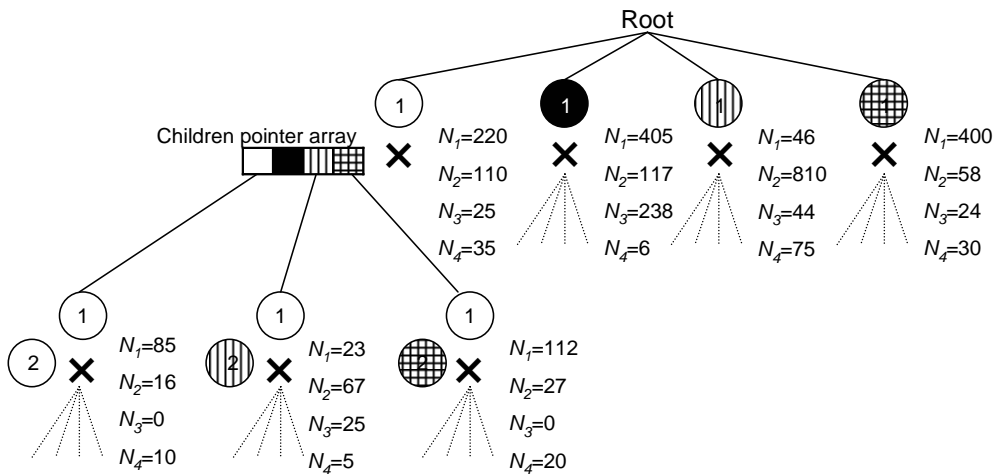 Root
1
1
1
1
Children pointer array
N1=220
N2=110
N3=25
N4=35
N1=405
N2=117
N3=238
N4=6
N1=46
N2=810
N3=44
N4=75
N1=400
N2=58
N3=24
N4=30
1
2
N1=85
N2=16
N3=0
N4=10
1
2
N1=23
N2=67
N3=25
N4=5
1
2
N1=112
N2=27
N3=0
N4=20